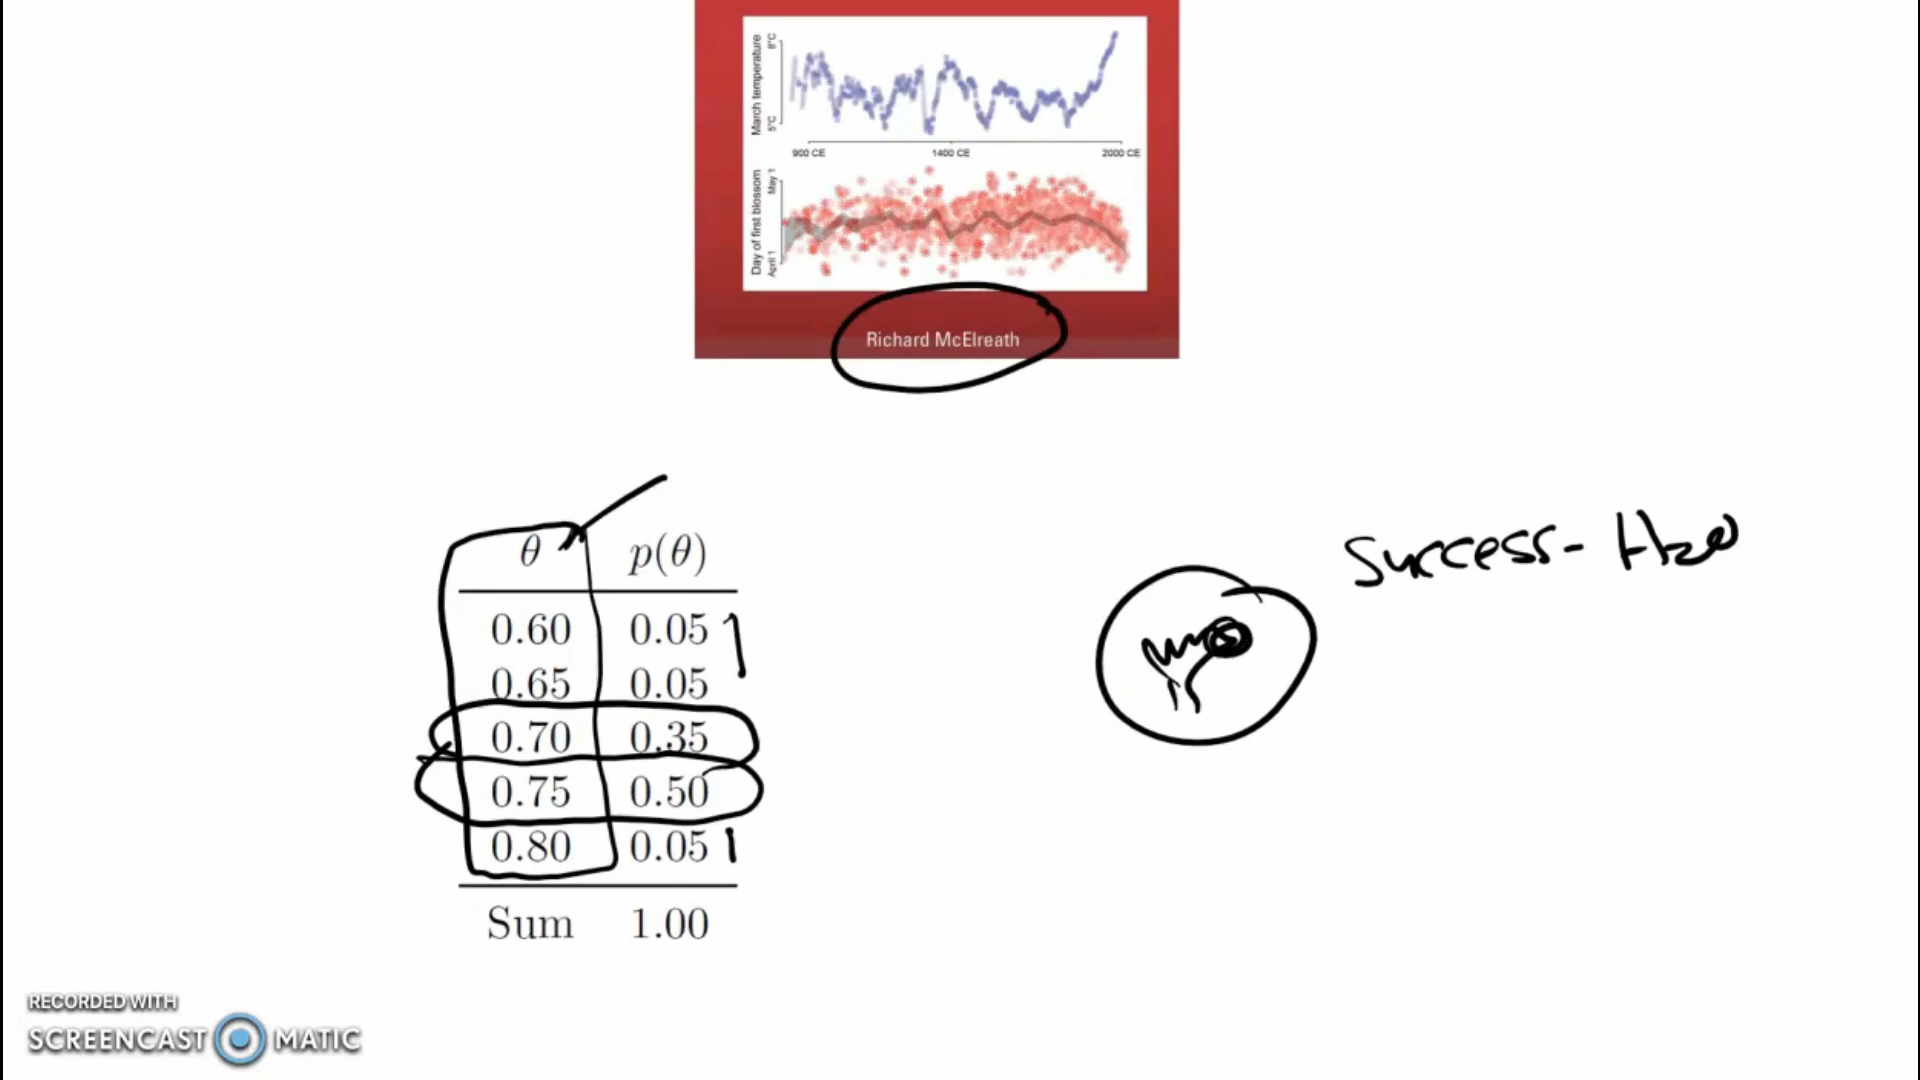 March temperature
8°C
5°C
900 CE 1400 CE 2000 CE
Day of first blossom
May 1
April 1
Richard McElreath
Success- H2O
θ p(θ)
0.60 0.05
0.65 0.05
0.70 0.35
0.75 0.50
0.80 0.05
Sum 1.00
RECORDED WITH
SCREENCAST MATIC